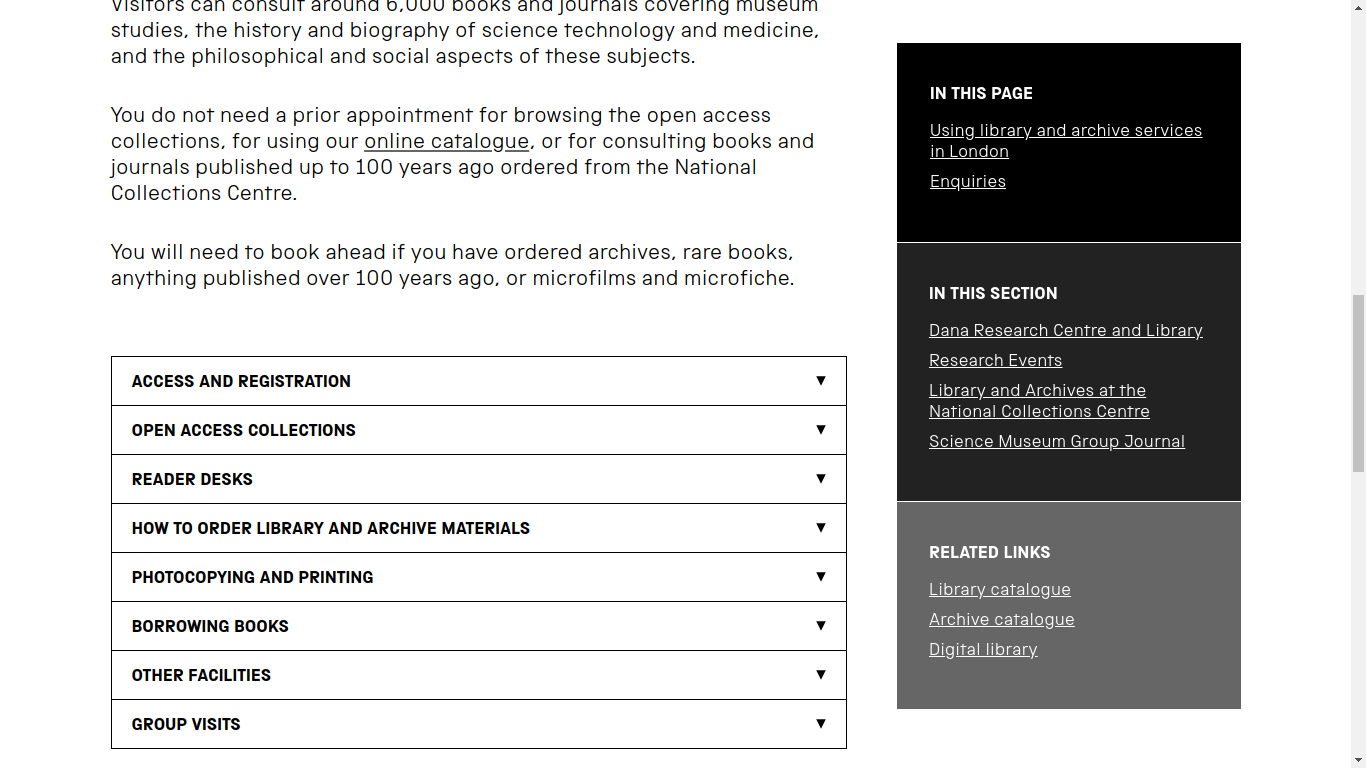 Visitors can consult around 6,000 books and journals covering museum
studies, the history and biography of science technology and medicine,
and the philosophical and social aspects of these subjects.
You do not need a prior appointment for browsing the open access
collections, for using our online catalogue, or for consulting books and
journals published up to 100 years ago ordered from the National
Collections Centre.
You will need to book ahead if you have ordered archives, rare books,
anything published over 100 years ago, or microfilms and microfiche.
ACCESS AND REGISTRATION
OPEN ACCESS COLLECTIONS
READER DESKS
HOW TO ORDER LIBRARY AND ARCHIVE MATERIALS
PHOTOCOPYING AND PRINTING
BORROWING BOOKS
OTHER FACILITIES
GROUP VISITS
IN THIS PAGE
Using library and archive services
in London
Enquiries
IN THIS SECTION
Dana Research Centre and Library
Research Events
Library and Archives at the
National Collections Centre
Science Museum Group Journal
RELATED LINKS
Library catalogue
Archive catalogue
Digital library